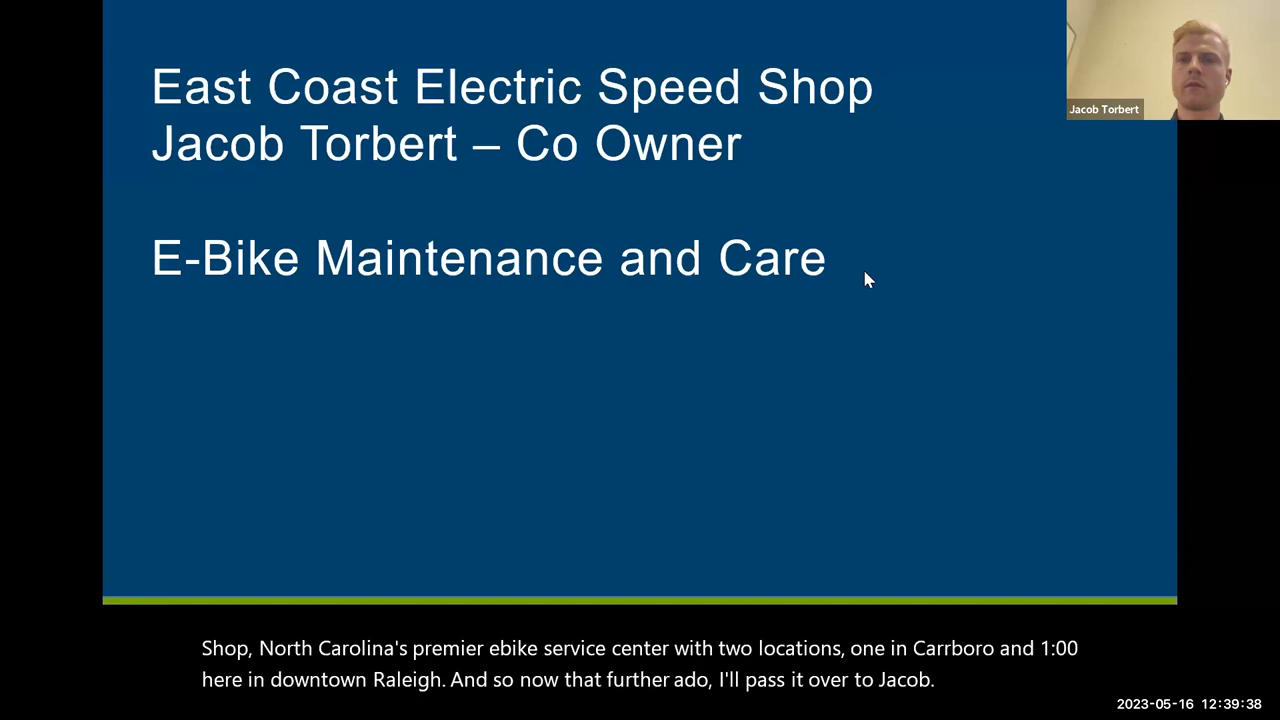 East Coast Electric Speed Shop
Jacob Torbert – Co Owner
E-Bike Maintenance and Care
Jacob Torbert
Shop, North Carolina's premier ebike service center with two locations, one in Carrboro and 1:00
here in downtown Raleigh. And so now that further ado, I'll pass it over to Jacob.
2023-05-16 12:39:38